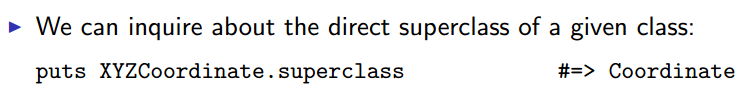 ▶ We can inquire about the direct superclass of a given class:
puts XYZCoordinate.superclass #=> Coordinate